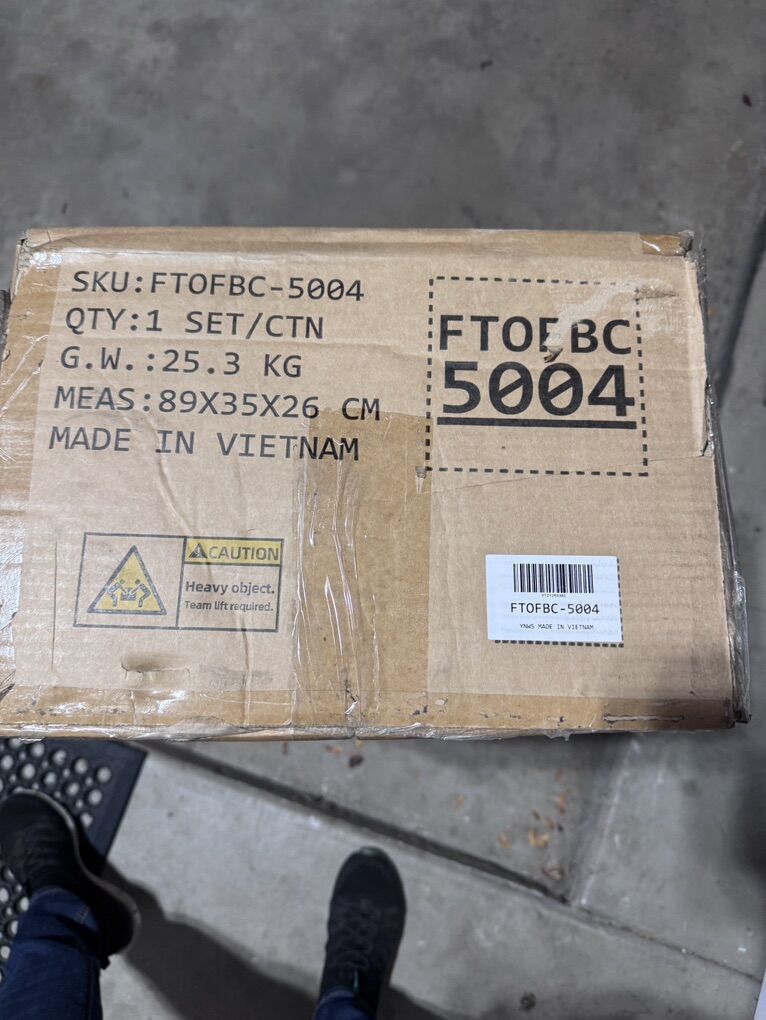 SKU:FTOFBC-5004
QTY:1 SET/CTN
G.W.:25.3 KG
MEAS:89X35X26 CM
MADE IN VIETNAM
FTOFBC
5004
CAUTION
Heavy object.
Team lift required.
FTOFBC-5004
YNWS MADE IN VIETNAM